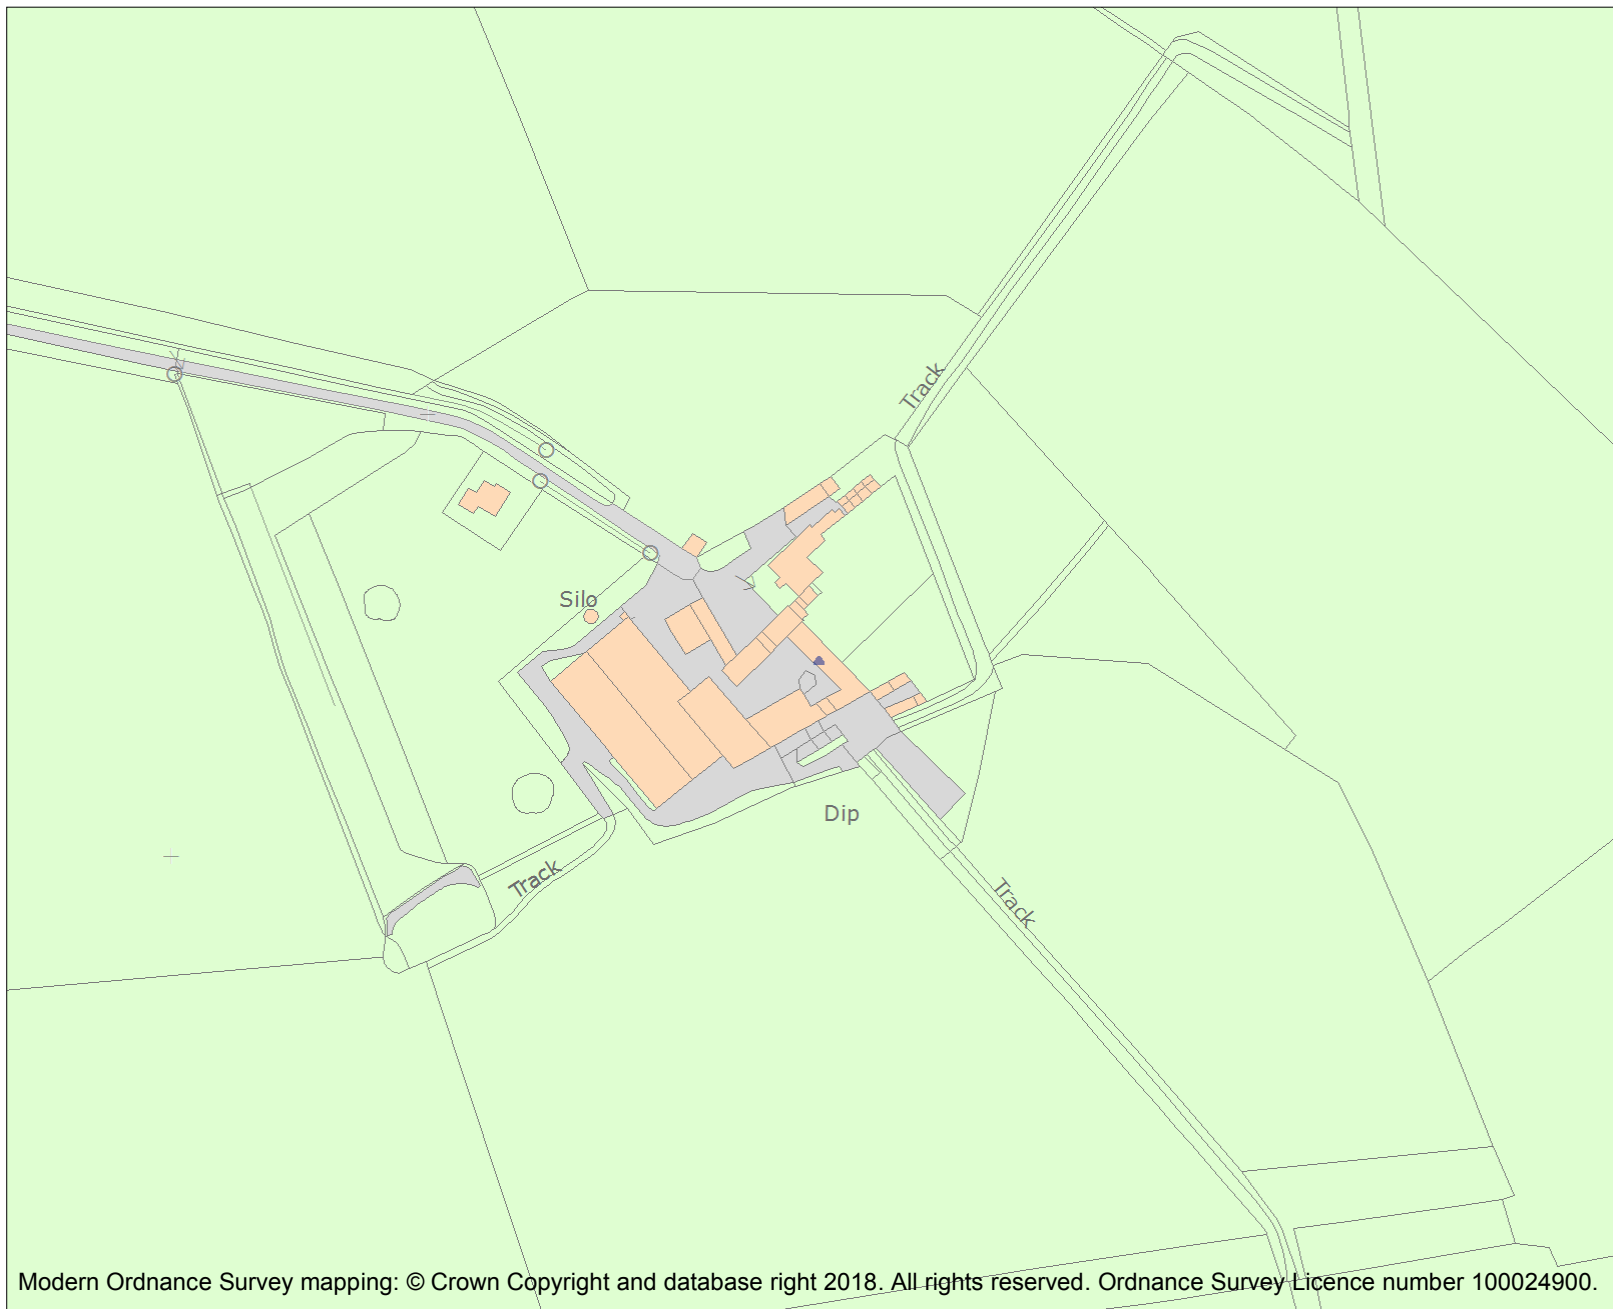 Track
Silo
Dip
Track
Track
Modern Ordnance Survey mapping: © Crown Copyright and database right 2018. All rights reserved. Ordnance Survey Licence number 100024900.